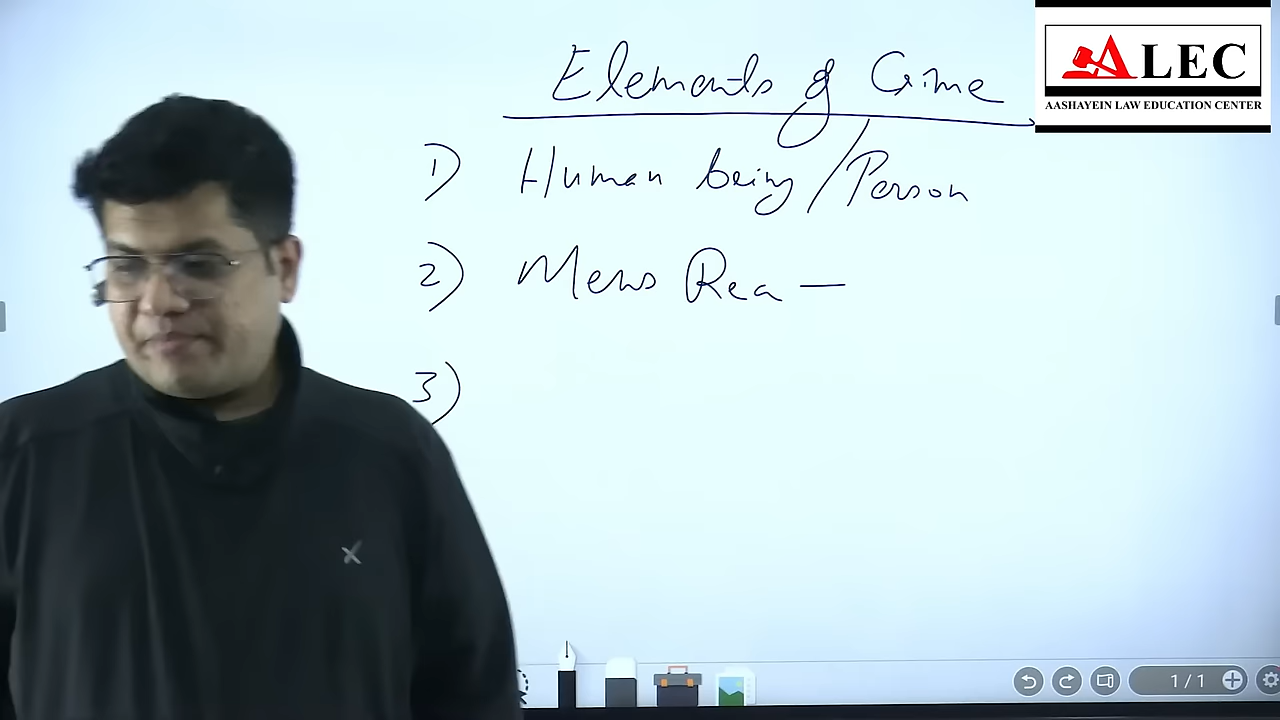 Elements of Crime
1) Human being/Person
2) Mens Rea —
3)
ALEC
AASHAYEIN LAW EDUCATION CENTER
1/1